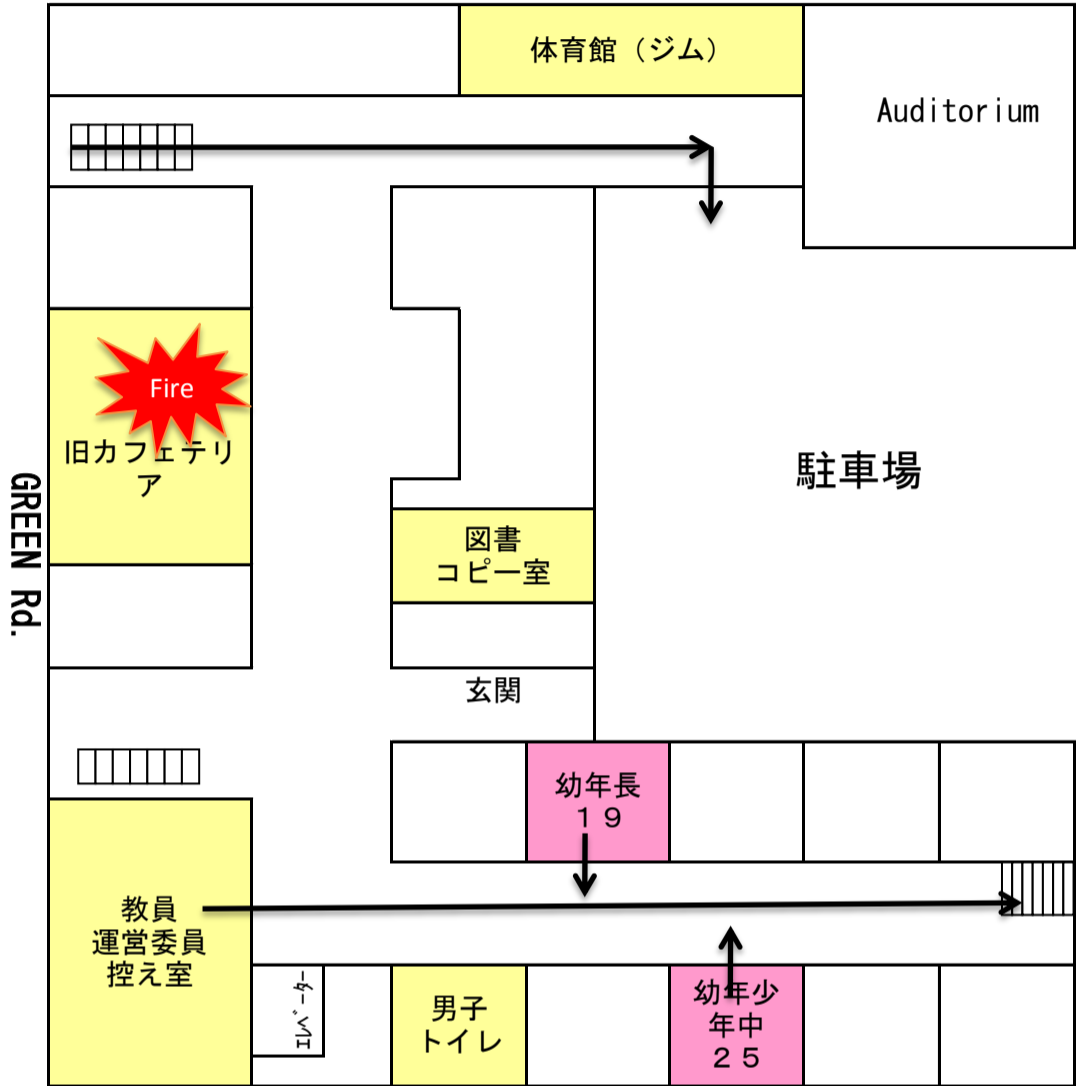 体育館（ジム）
Auditorium
Fire
旧カフェテリ
ア
GREEN Rd.
駐車場
図書
コピー室
玄関
幼年長
１９
教員
運営委員
控え室
ｴﾚﾍﾞｰﾀｰ
男子
トイレ
幼年少
年中
２５